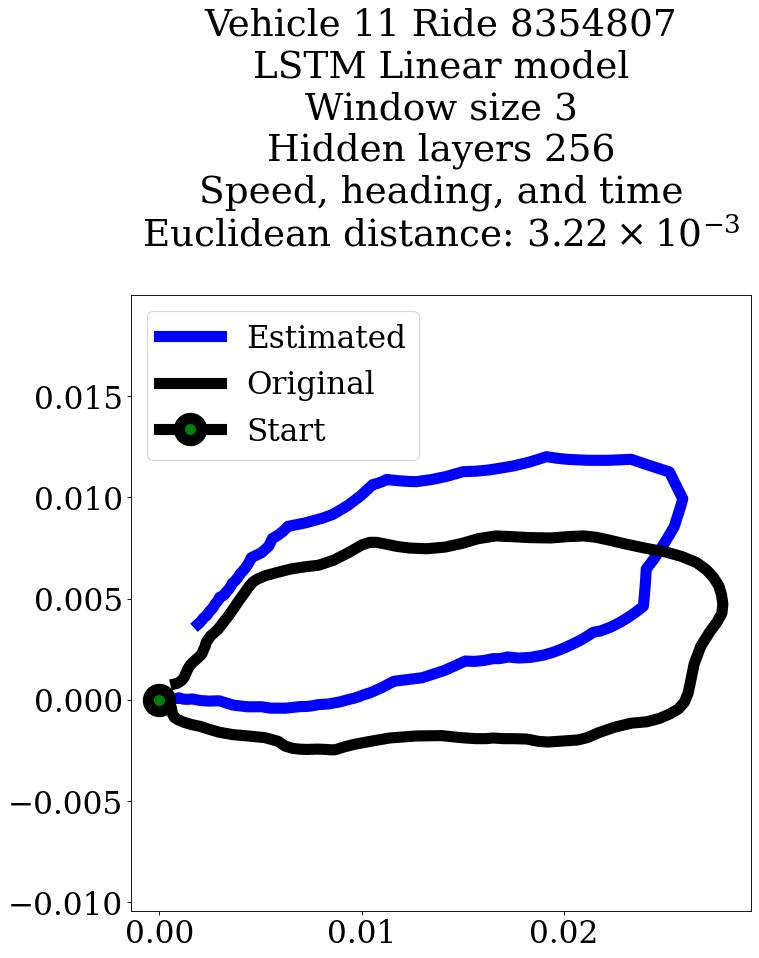 Vehicle 11 Ride 8354807
LSTM Linear model
Window size 3
Hidden layers 256
Speed, heading, and time
Euclidean distance: 3.22 × 10⁻³
Estimated
Original
Start
0.015
0.010
0.005
0.000
−0.005
−0.010
0.00 0.01 0.02